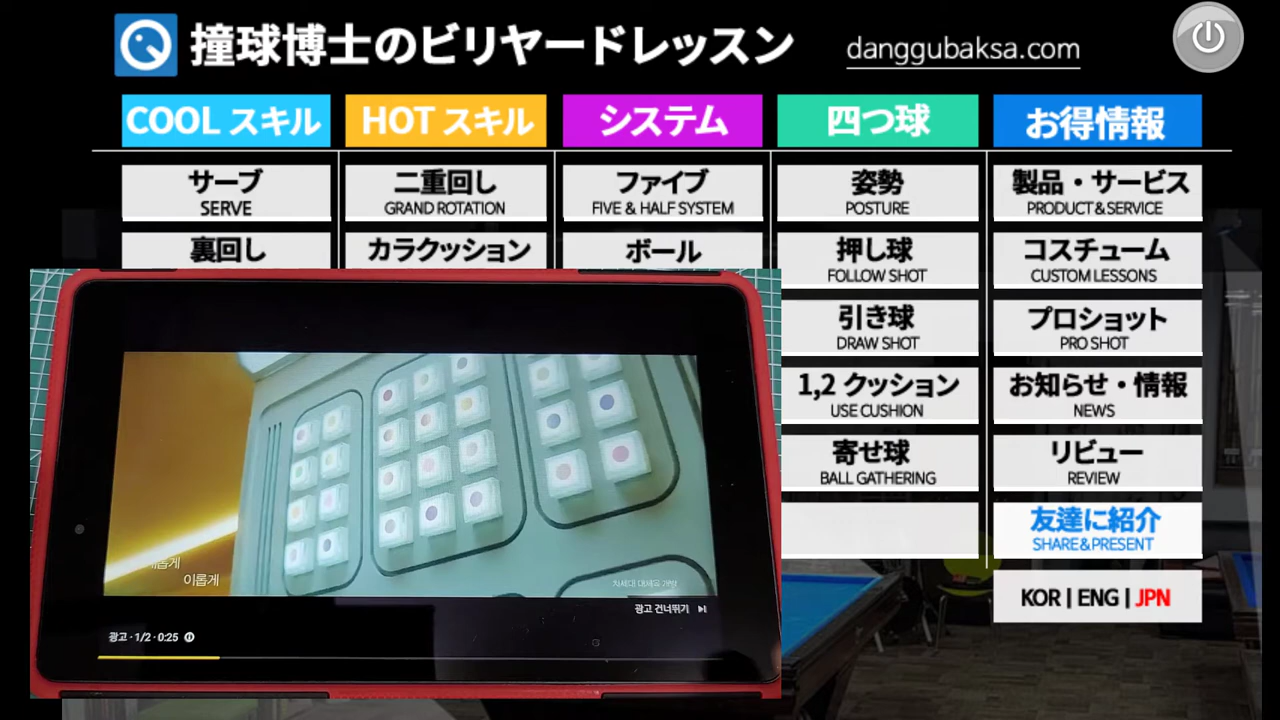 撞球博士のビリヤードレッスン
danggubaksa.com
COOL スキル
HOT スキル
システム
四つ球
お得情報
サーブ
SERVE
二重回し
GRAND ROTATION
ファイブ
FIVE & HALF SYSTEM
姿勢
POSTURE
製品・サービス
PRODUCT & SERVICE
裏回し
カラクッション
ボール
押し球
FOLLOW SHOT
コスチューム
CUSTOM LESSONS
引き球
DRAW SHOT
プロショット
PRO SHOT
1,2 クッション
USE CUSHION
お知らせ・情報
NEWS
寄せ球
BALL GATHERING
リビュー
REVIEW
友達に紹介
SHARE & PRESENT
KOR | ENG | JPN
이롭게
광고 건너뛰기
광고 · 1/2 · 0:25